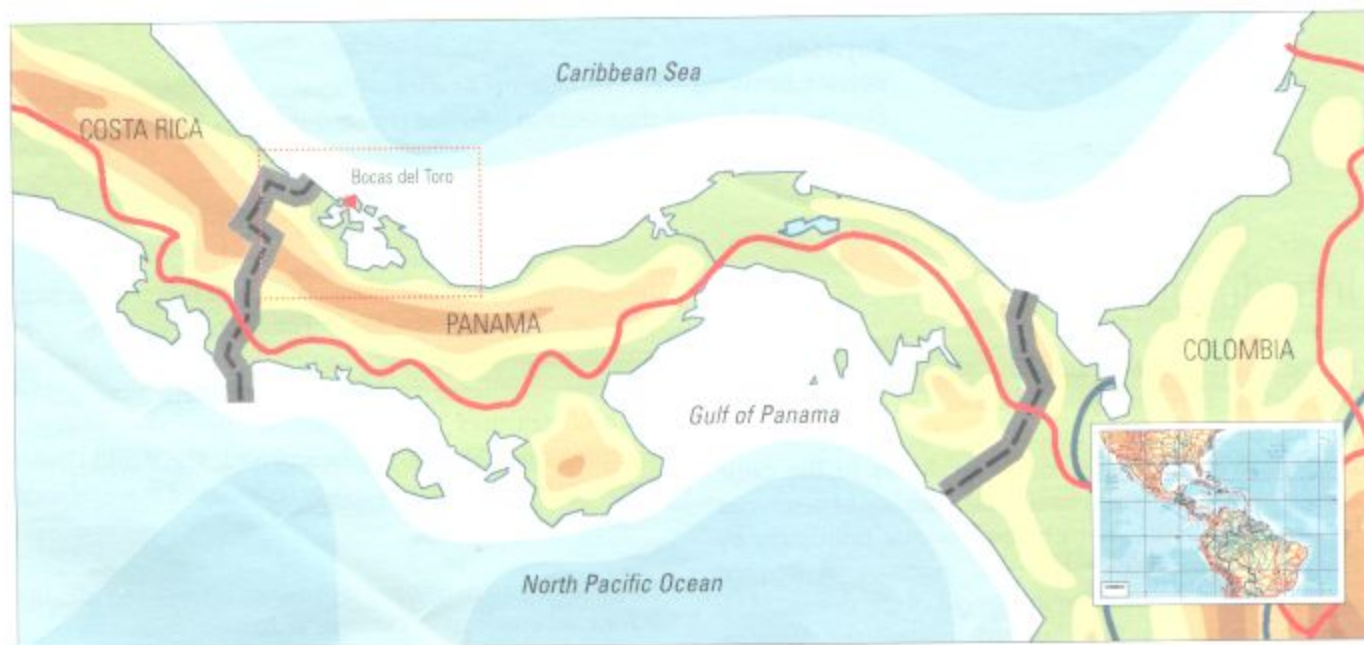 Caribbean Sea
COSTA RICA
Bocas del Toro
PANAMA
COLOMBIA
Gulf of Panama
North Pacific Ocean